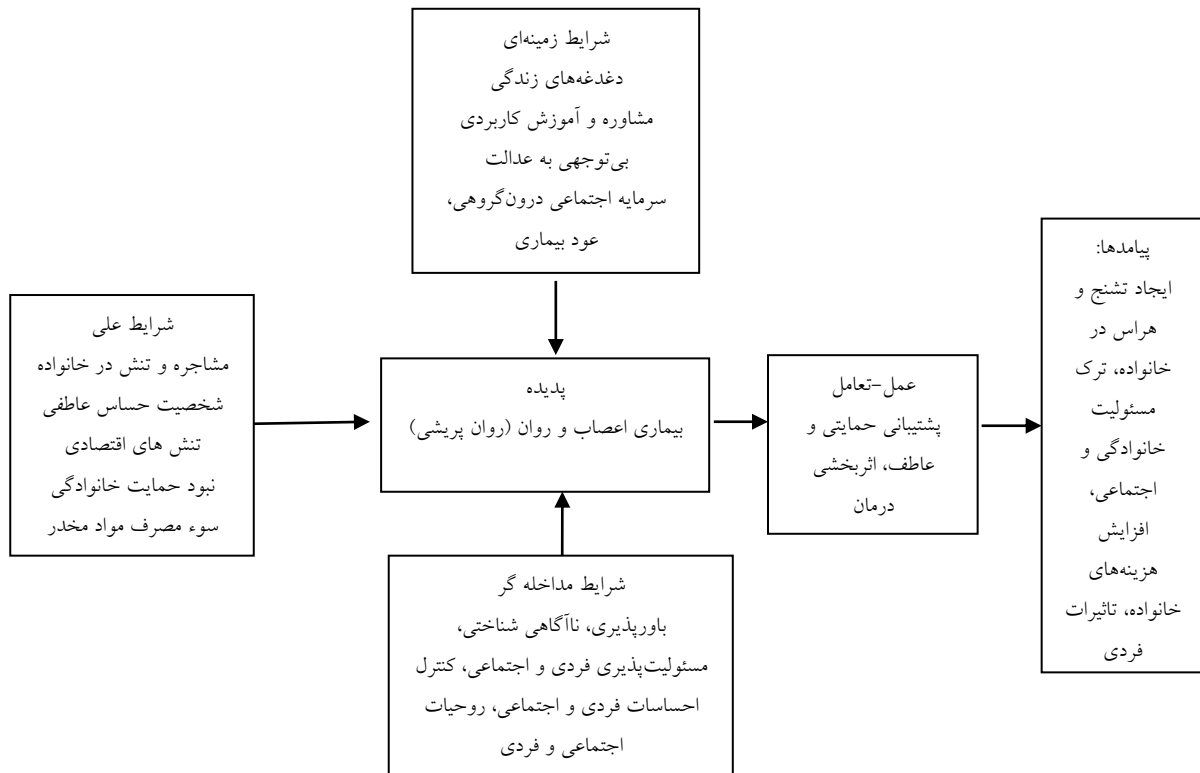 شرایط زمینه‌ای
دغدغه‌های زندگی
مشاوره و آموزش کاربردی
بی‌توجهی به عدالت
سرمایه اجتماعی درون‌گروهی،
عود بیماری
شرایط علی
مشاجره و تنش در خانواده
شخصیت حساس عاطفی
تنش های اقتصادی
نبود حمایت خانوادگی
سوء مصرف مواد مخدر
پدیده
بیماری اعصاب و روان (روان پریشی)
شرایط مداخله گر
باورپذیری، ناآگاهی شناختی،
مسئولیت‌پذیری فردی و اجتماعی، کنترل
احساسات فردی و اجتماعی، روحیات
اجتماعی و فردی
عمل-تعامل
پشتیبانی حمایتی و
عاطف، اثربخشی
درمان
پیامدها:
ایجاد تشنج و
هراس در
خانواده، ترک
مسئولیت
خانوادگی و
اجتماعی،
افزایش
هزینه‌های
خانواده، تاثیرات
فردی